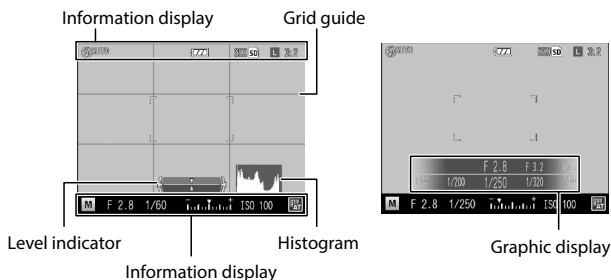 Information display
Grid guide
AUTO
SD
L 3:2
M F 2.8 1/60 ISO 100 AT
Level indicator
Histogram
Information display
AUTO
SD
L 3:2
F 2.8 F 3.2
1/200 1/250 1/320
M F 2.8 1/250 ISO 100 AT
Graphic display